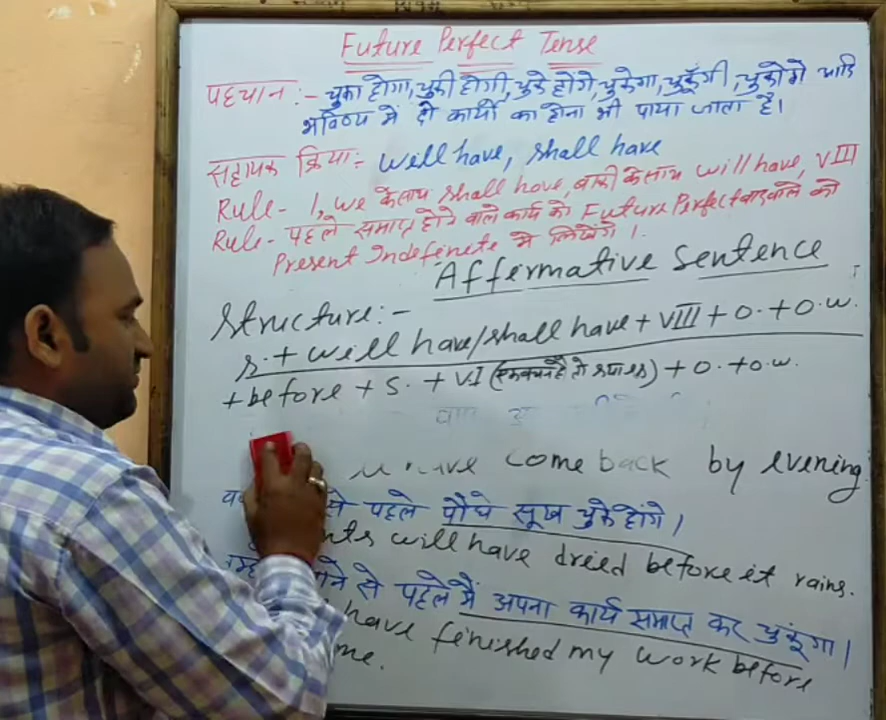 Future Perfect Tense
पहचान :- चुका होगा, चुकी होगी, चुके होंगे, चुकेगा, चुकूँगी, चुकोगे आदि
भविष्य में दो कार्यों का होना भी पाया जाता है।
सहायक क्रिया:- will have, shall have
Rule- I, we के साथ shall have, बाकी के साथ will have, VIII
Rule- पहले समाप्त होने वाले कार्य को Future Perfect बाद वाले को
Present Indefinete में लिखेंगे।
Affermative Sentence
Structure:-
S. + will have/shall have + VIII + O. + O.W.
+ before + S. + VI (एकवचन है तो s या es) + O. + O.W.
have come back by evening.
से पहले पौधे सूख चुके होंगे।
will have dreed before it rains.
से पहले मैं अपना कार्य समाप्त कर चुकूंगा।
have finished my work before
me.